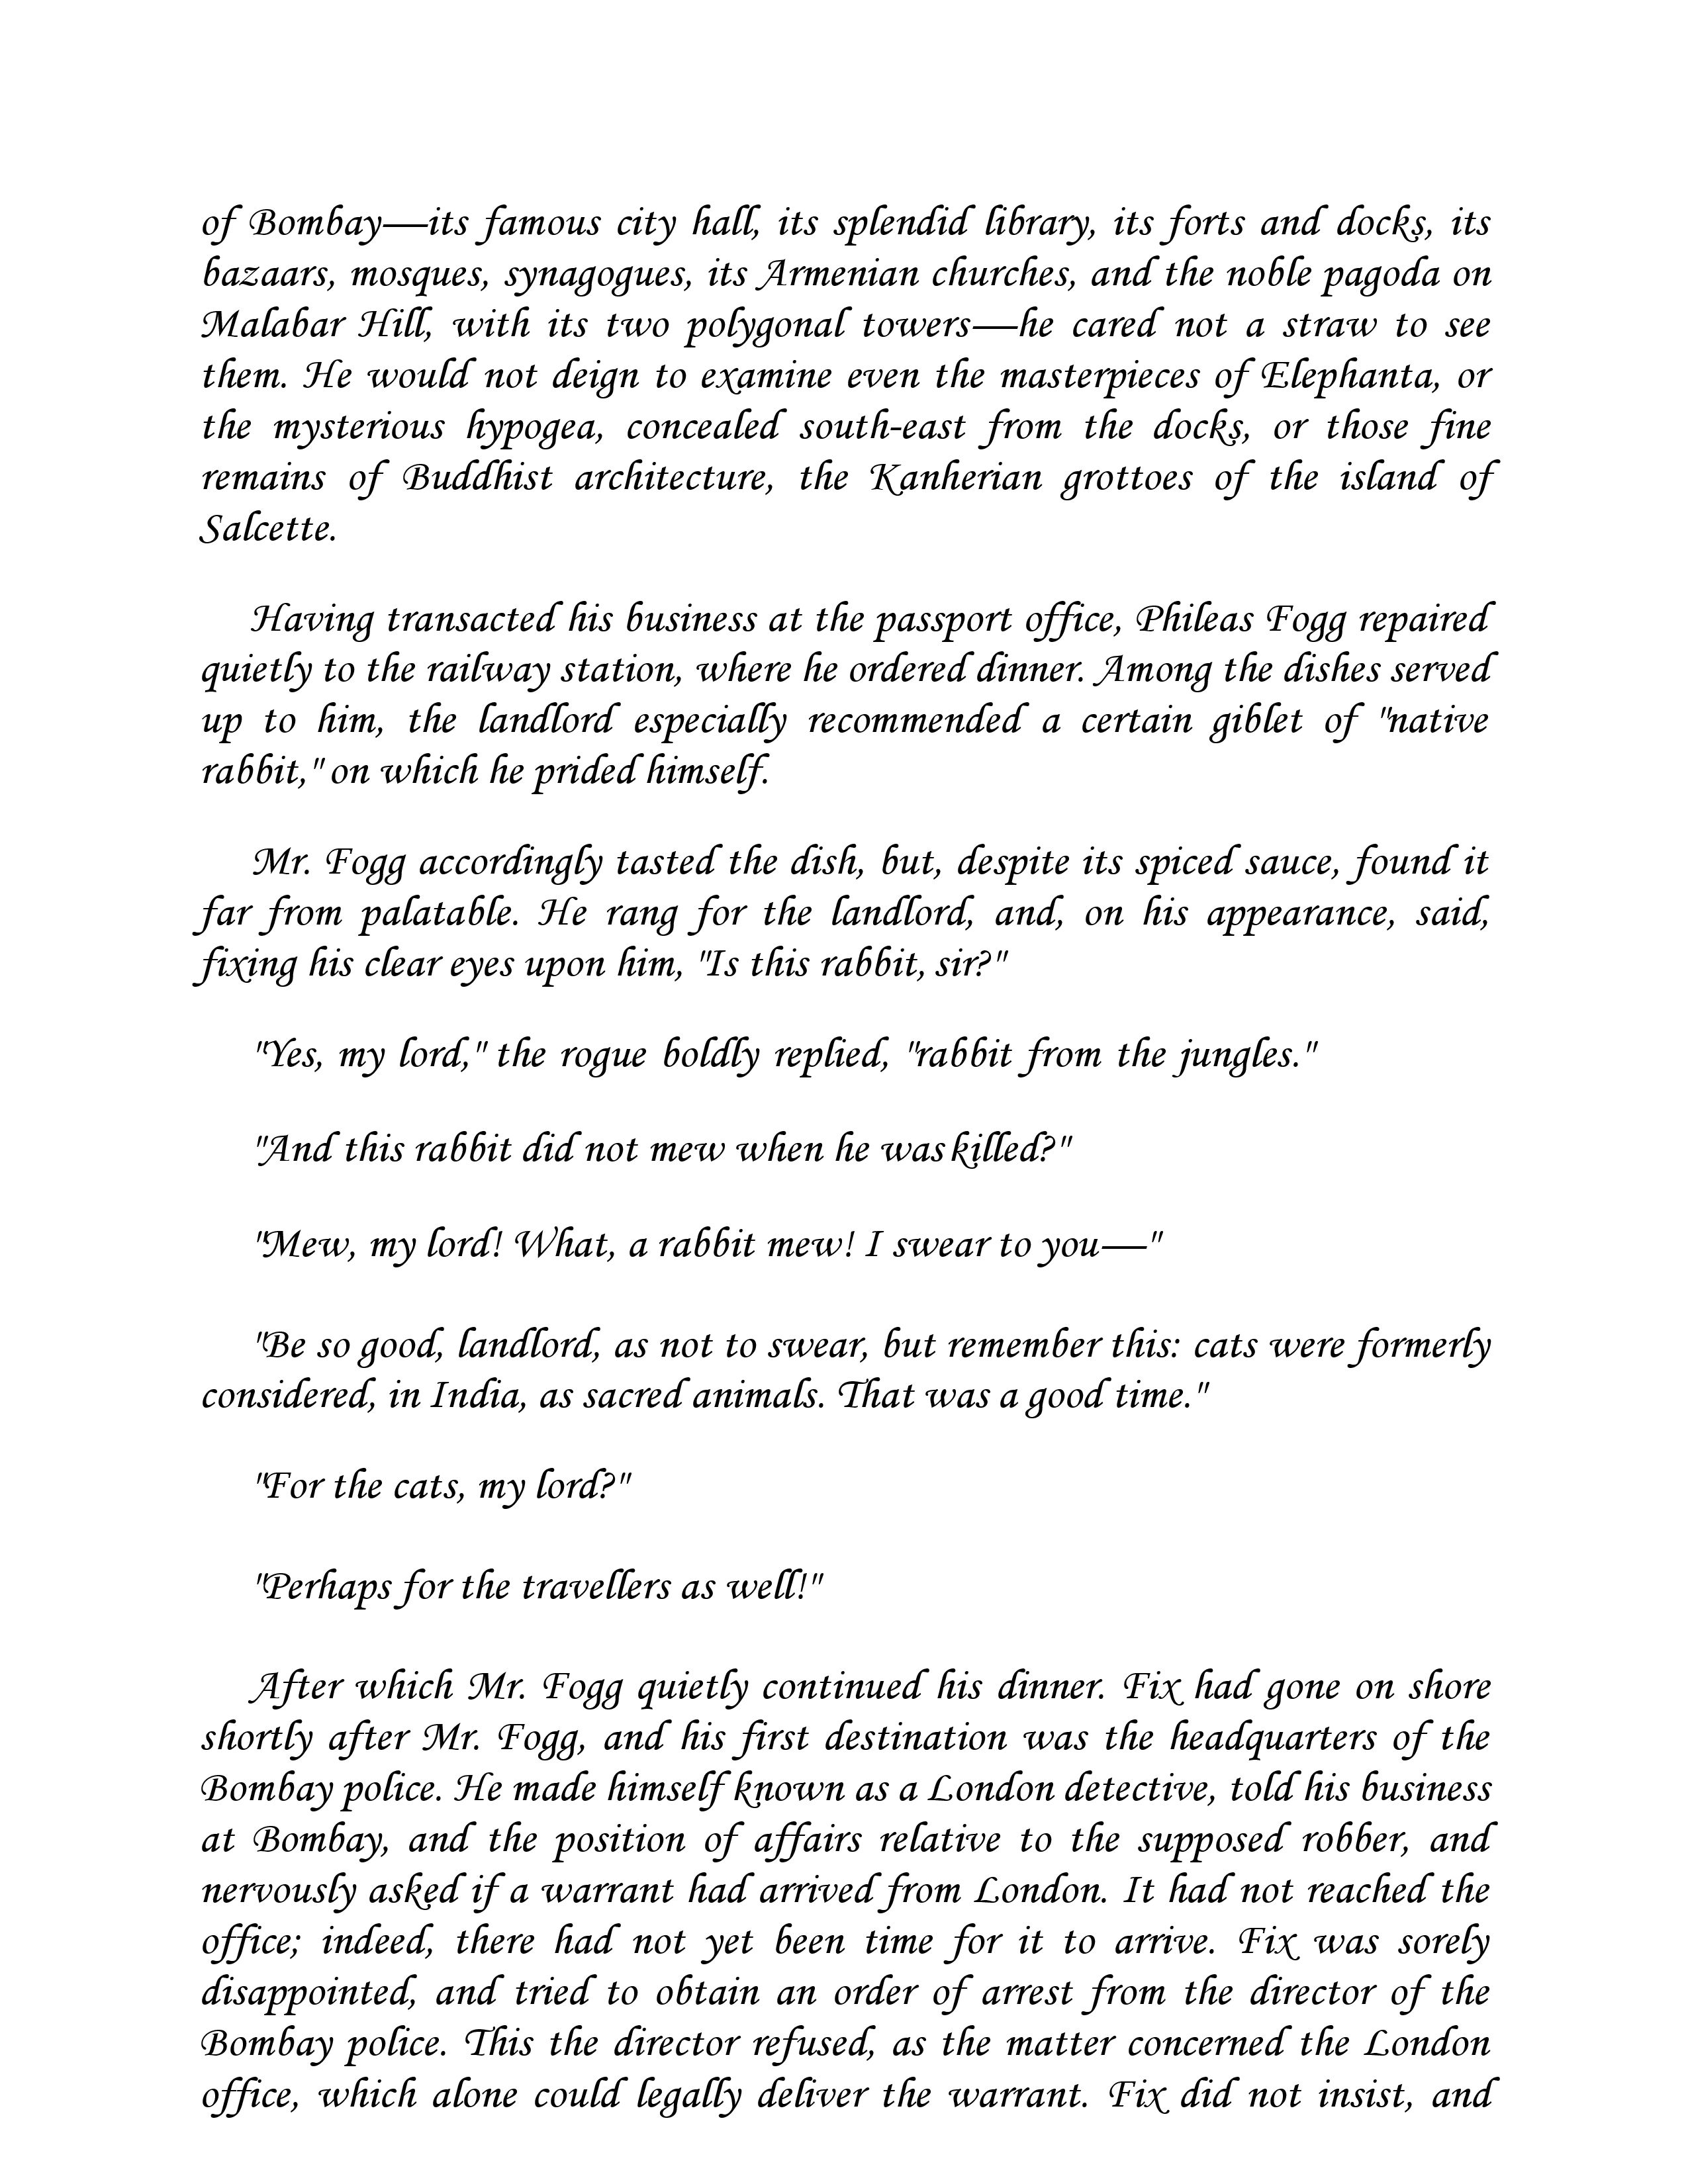 of Bombay—its famous city hall, its splendid library, its forts and docks, its
bazaars, mosques, synagogues, its Armenian churches, and the noble pagoda on
Malabar Hill, with its two polygonal towers—he cared not a straw to see
them. He would not deign to examine even the masterpieces of Elephanta, or
the mysterious hypogea, concealed south-east from the docks, or those fine
remains of Buddhist architecture, the Kanherian grottoes of the island of
Salcette.
Having transacted his business at the passport office, Phileas Fogg repaired
quietly to the railway station, where he ordered dinner. Among the dishes served
up to him, the landlord especially recommended a certain giblet of "native
rabbit," on which he prided himself.
Mr. Fogg accordingly tasted the dish, but, despite its spiced sauce, found it
far from palatable. He rang for the landlord, and, on his appearance, said,
fixing his clear eyes upon him, "Is this rabbit, sir?"
"Yes, my lord," the rogue boldly replied, "rabbit from the jungles."
"And this rabbit did not mew when he was killed?"
"Mew, my lord! What, a rabbit mew! I swear to you—"
"Be so good, landlord, as not to swear, but remember this: cats were formerly
considered, in India, as sacred animals. That was a good time."
"For the cats, my lord?"
"Perhaps for the travellers as well!"
After which Mr. Fogg quietly continued his dinner. Fix had gone on shore
shortly after Mr. Fogg, and his first destination was the headquarters of the
Bombay police. He made himself known as a London detective, told his business
at Bombay, and the position of affairs relative to the supposed robber, and
nervously asked if a warrant had arrived from London. It had not reached the
office; indeed, there had not yet been time for it to arrive. Fix was sorely
disappointed, and tried to obtain an order of arrest from the director of the
Bombay police. This the director refused, as the matter concerned the London
office, which alone could legally deliver the warrant. Fix did not insist, and